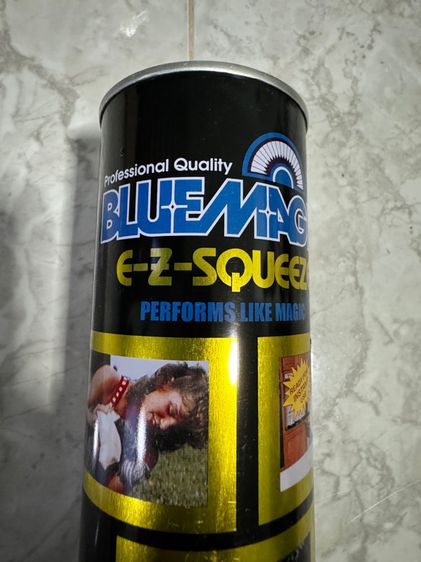 Professional Quality
BLUEMAG
E-Z-SQUEEZ
PERFORMS LIKE MAGIC